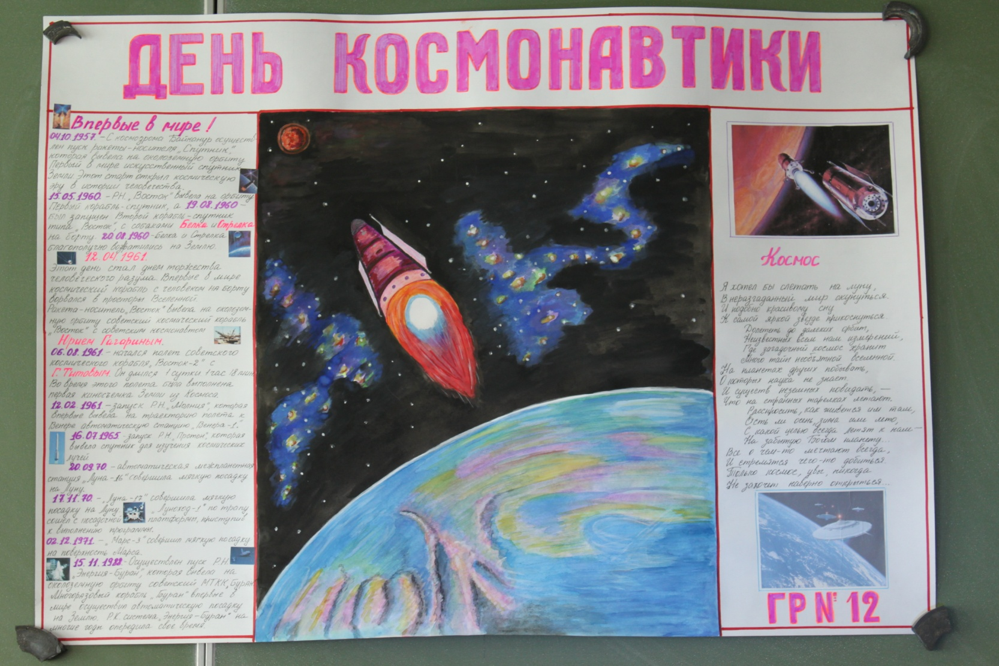 ДЕНЬ КОСМОНАВТИКИ
Впервые в мире!
04.10.1957 - С космодрома Байконур осуществ-
лен пуск ракеты-носителя „Спутник",
которая вывела на околоземную орбиту
Первый в мире искусственный спутник
Земли. Этот старт открыл космическую
эру в истории человечества.
15.05.1960. - РН „Восток" вывела на орбиту
Первый корабль-спутник, а 19.08.1960 -
был запущен Второй корабль-спутник
типа „Восток", с собаками Белка и Стрелка
на борту. 20.08.1960 - Белка и Стрелка
благополучно возвратились на Землю.
12.04.1961.
Этот день стал днем торжества
человеческого разума. Впервые в мире
космический корабль с человеком на борту
ворвался в просторы Вселенной.
Ракета-носитель „Восток" вывела на околозем-
ную орбиту советский космический корабль
„Восток" с советским космонавтом
Юрием Гагариным.
06.08.1961. - начался полет советского
космического корабля „Восток-2" с
Г. Титовым. Он длился 1 сутки 1 час 18 мин.
Во время этого полета была выполнена
первая киносъемка Земли из Космоса.
12.02.1961 - запуск РН „Молния", которая
впервые вывела на траекторию полета к
Венере автоматическую станцию „Венера-1".
16.07.1965 - запуск РН „Протон", которая
вывела спутник для изучения космических
лучей
20.09.70. - автоматическая межпланетная
станция „Луна-16" совершила мягкую посадку
на Луну.
17.11.70. - „Луна-17" совершила мягкую
посадку на Луну. „Луноход-1" по трапу
сошел с посадочной платформы, приступил
к выполнению программы.
02.12.1971. - „Марс-3" совершил мягкую посадку
на поверхность Марса.
15.11.1988 - Осуществлен пуск Р.Н.
„Энергия-Буран", которая вывела на
околоземную орбиту советский МТКК „Буран"
Многоразовый корабль „Буран" впервые в
мире осуществил автоматическую посадку
на Землю. Р.К. система „Энергия-Буран" на
многие годы опередила свое время.
Космос
Я хотел бы слетать на луну,
В неразгаданный мир окунуться.
И подобно красивому сну
К самой яркой звезде прикоснуться.
Долететь до далеких орбит,
Неизвестных всем нам измерений,
Где загадочный космос хранит
Много тайн необъятной вселенной.
На планетах других побывать,
О которых наука не знает
И существ неземных повидать, —
Что на странных тарелках летают.
Расспросить, как живется им там,
Есть ли осень, зима или лето,
С какой целью всегда летят к нам —
На забытую Богом планету...
Все о чем-то мечтают всегда,
И стремятся чего-то добиться.
Только космос, увы, никогда
Не захочет наверно открыться...
ГР № 12